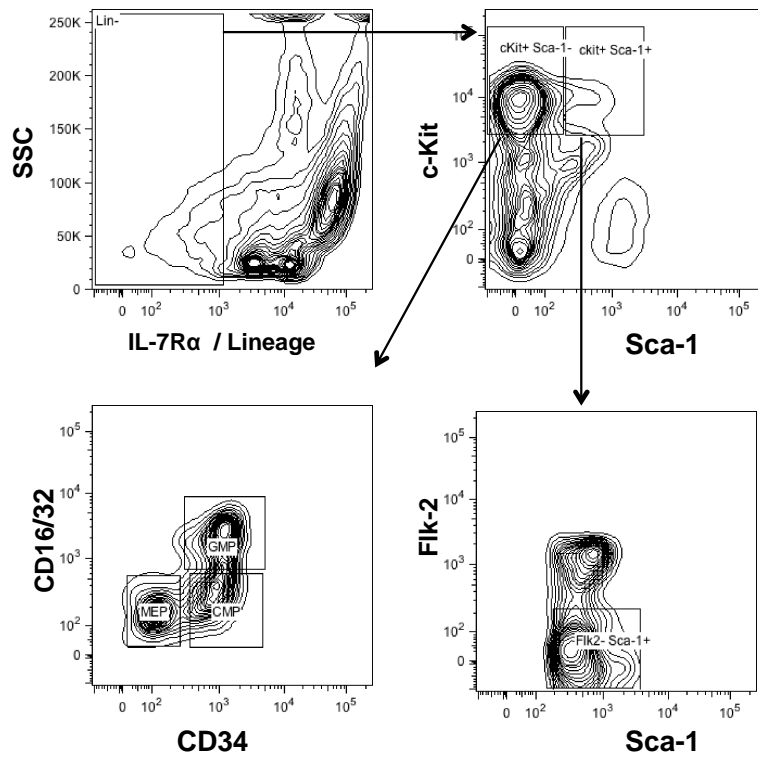 Lin-
250K
200K
150K
100K
50K
0
SSC
0 10² 10³ 10⁴ 10⁵
IL-7Rα / Lineage
cKit+ Sca-1- ckit+ Sca-1+
10⁴
10³
10²
0
c-Kit
0 10² 10³ 10⁴ 10⁵
Sca-1
10⁵
10⁴
10³
10²
0
CD16/32
GMP
MEP CMP
0 10² 10³ 10⁴ 10⁵
CD34
10⁵
10⁴
10³
10²
0
Flk-2
Flk2- Sca-1+
0 10² 10³ 10⁴ 10⁵
Sca-1